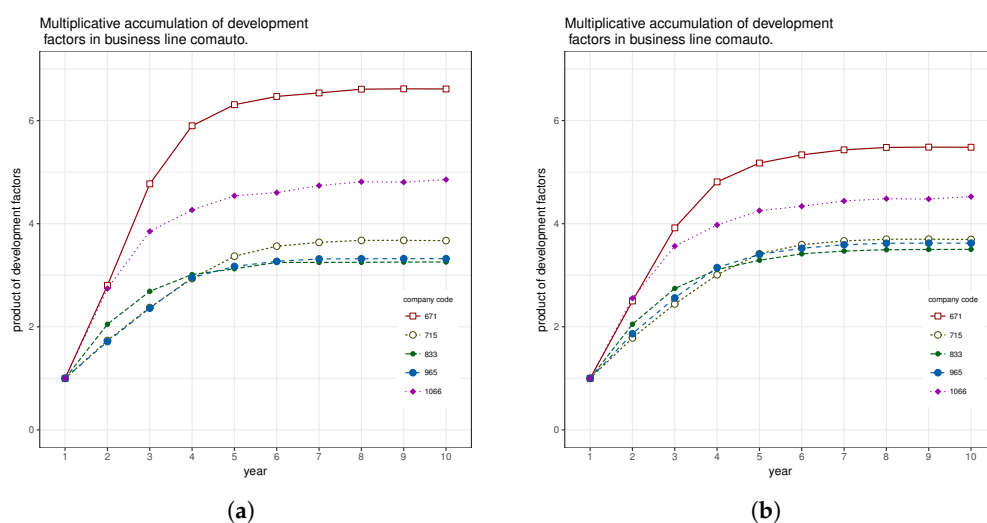 Multiplicative accumulation of development
factors in business line comauto.
product of development factors
6
4
2
0
company code
671
715
833
965
1066
1 2 3 4 5 6 7 8 9 10
year
(a)
Multiplicative accumulation of development
factors in business line comauto.
product of development factors
6
4
2
0
company code
671
715
833
965
1066
1 2 3 4 5 6 7 8 9 10
year
(b)